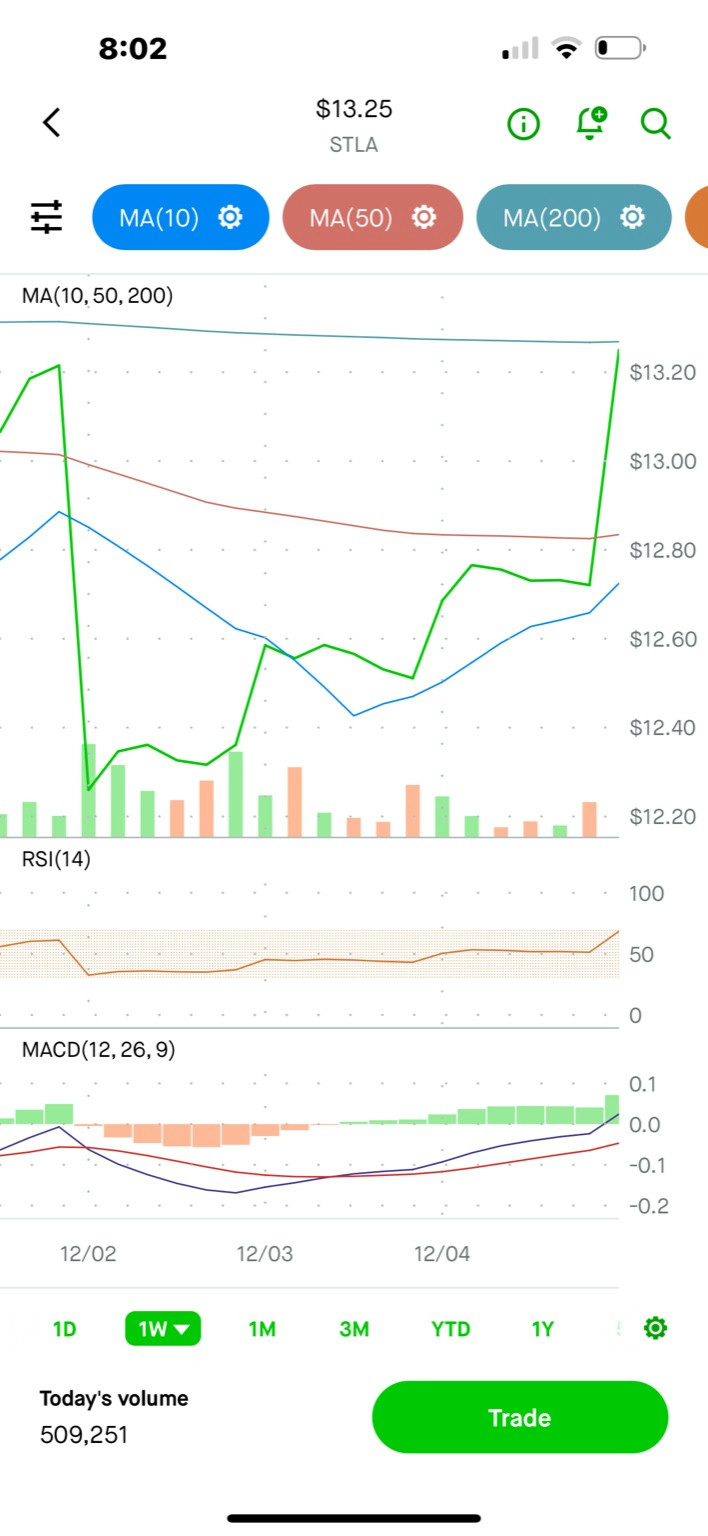 8:02
$13.25
STLA
MA(10)
MA(50)
MA(200)
MA(10,50,200)
$13.20
$13.00
$12.80
$12.60
$12.40
$12.20
RSI(14)
100
50
0
MACD(12,26,9)
0.1
0.0
-0.1
-0.2
12/02
12/03
12/04
1D
1W
1M
3M
YTD
1Y
Today's volume
509,251
Trade